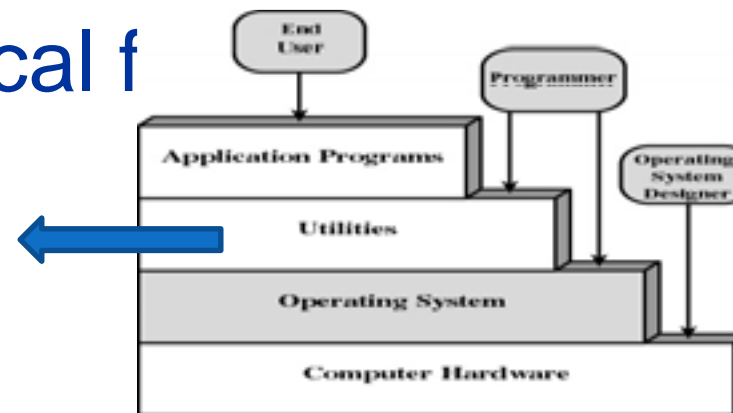 cal f
End
User
Programmer
Application Programs
Operating
System
Designer
Utilities
Operating System
Computer Hardware